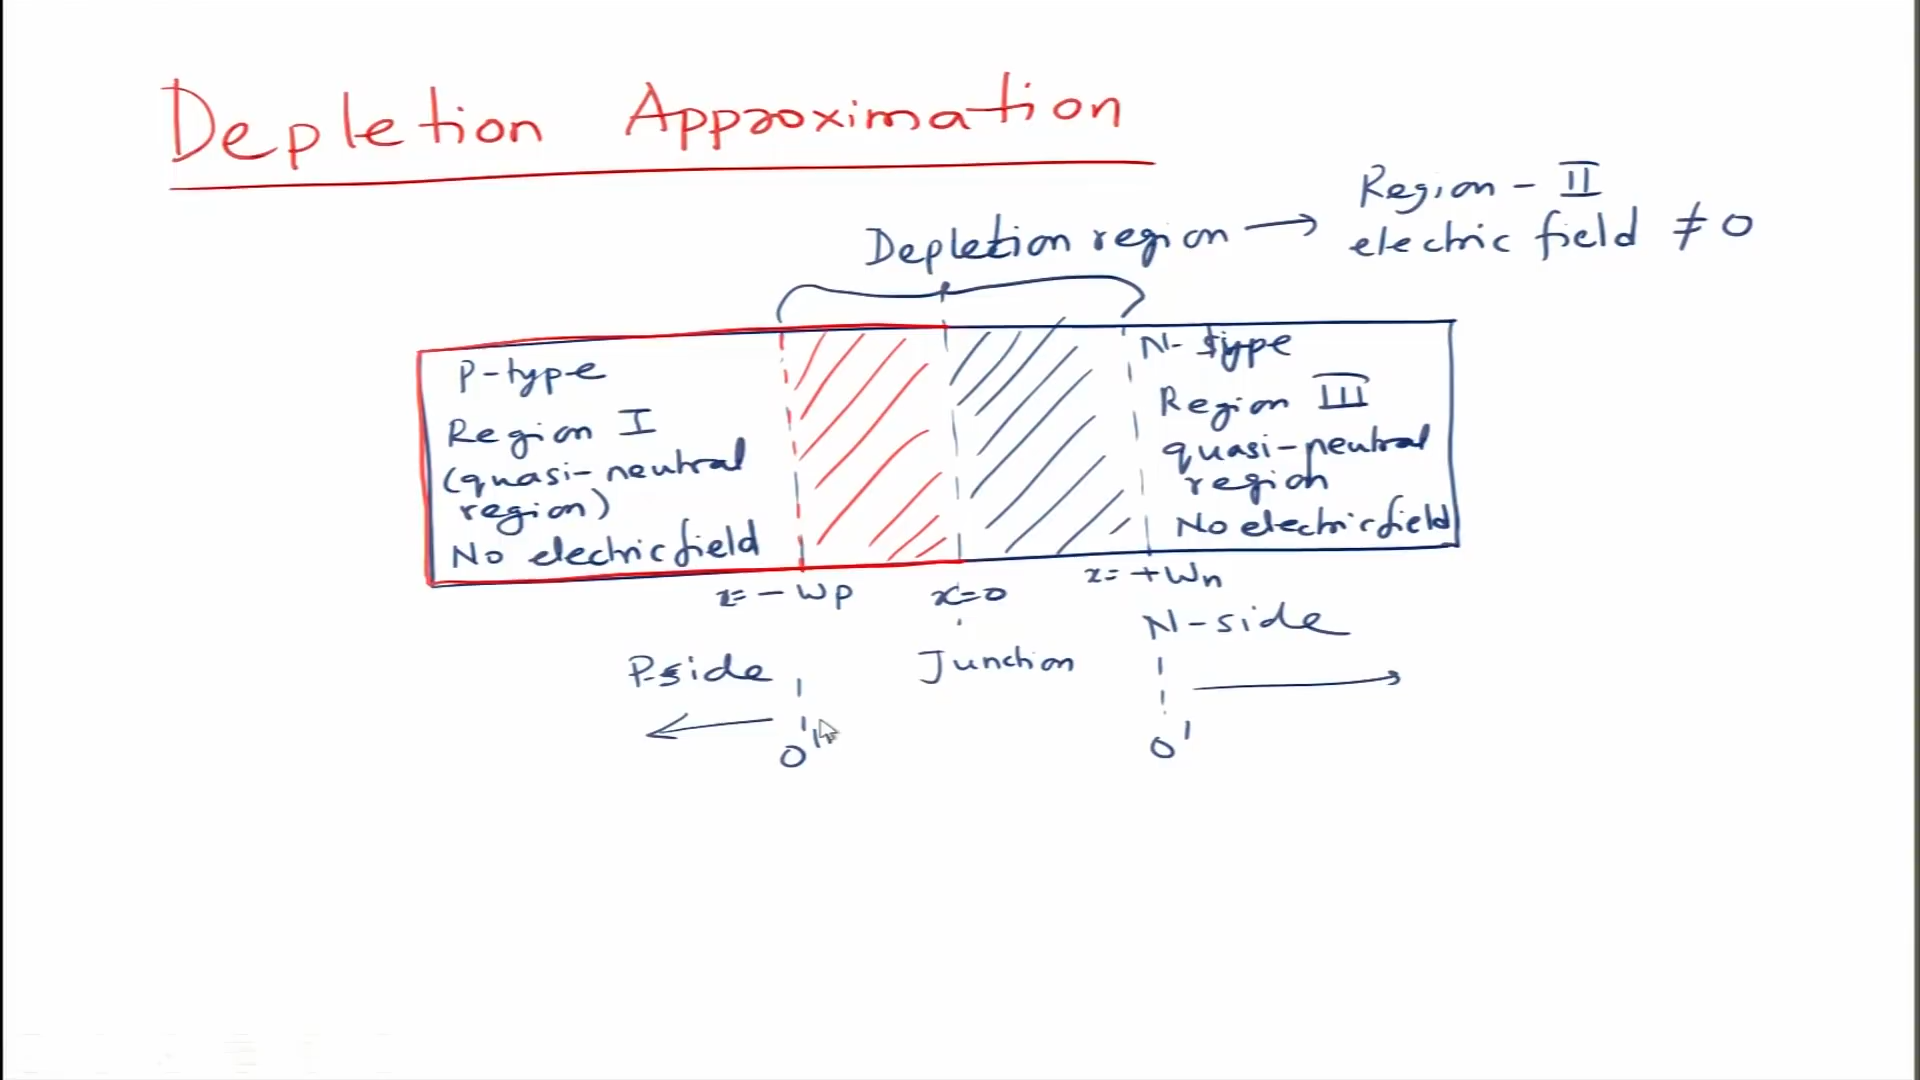 Depletion Approximation
Region - II
electric field ≠ 0
Depletion region →
P-type
Region I
(quasi-neutral
region)
No electric field
N-type
Region III
quasi-neutral
region
No electric field
x= - Wp
x=0
x= +Wn
P-side
Junction
N-side
0''
0'